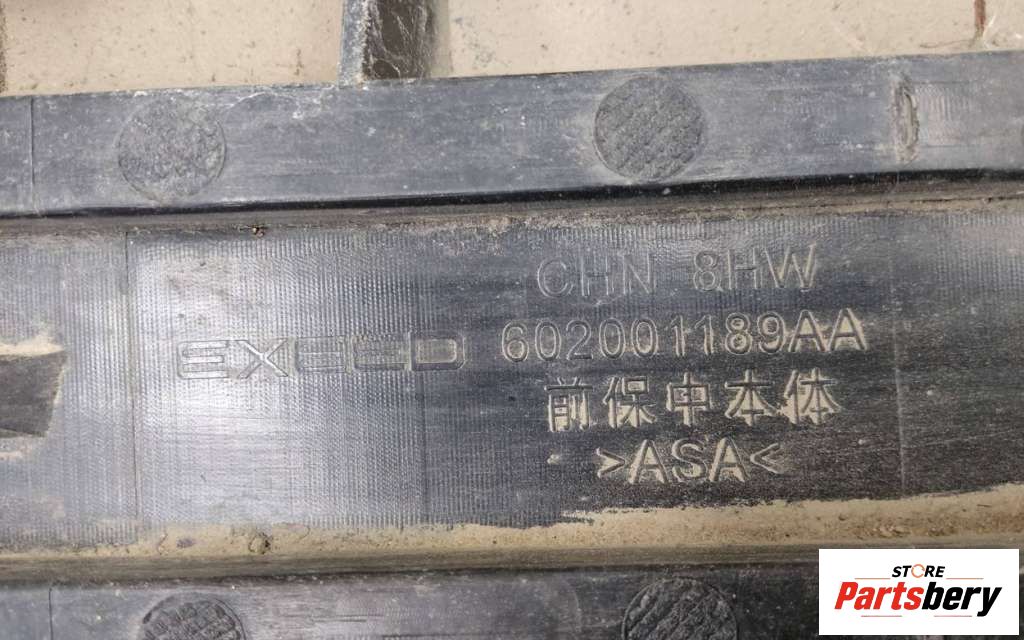 CHN 8HW
EXEED 602001189AA
前保中本体
>ASA<
STORE
Partsbery